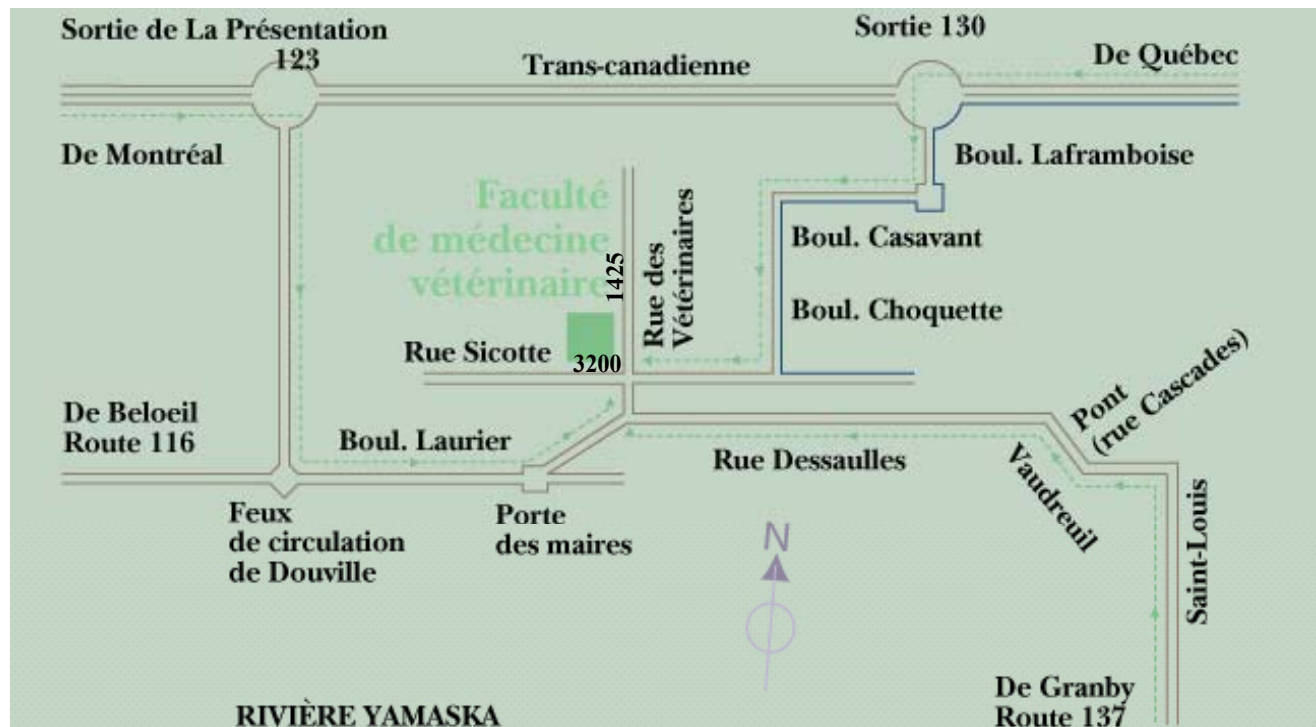 Sortie de La Présentation
123
Trans-canadienne
Sortie 130
De Québec
De Montréal
Boul. Laframboise
Faculté
de médecine
vétérinaire
1425
Rue des
Vétérinaires
Boul. Casavant
Boul. Choquette
Rue Sicotte
3200
De Beloeil
Route 116
Boul. Laurier
Rue Dessaulles
Pont
(rue Cascades)
Vaudreuil
Saint-Louis
Feux
de circulation
de Douville
Porte
des maires
N
De Granby
Route 137
RIVIÈRE YAMASKA